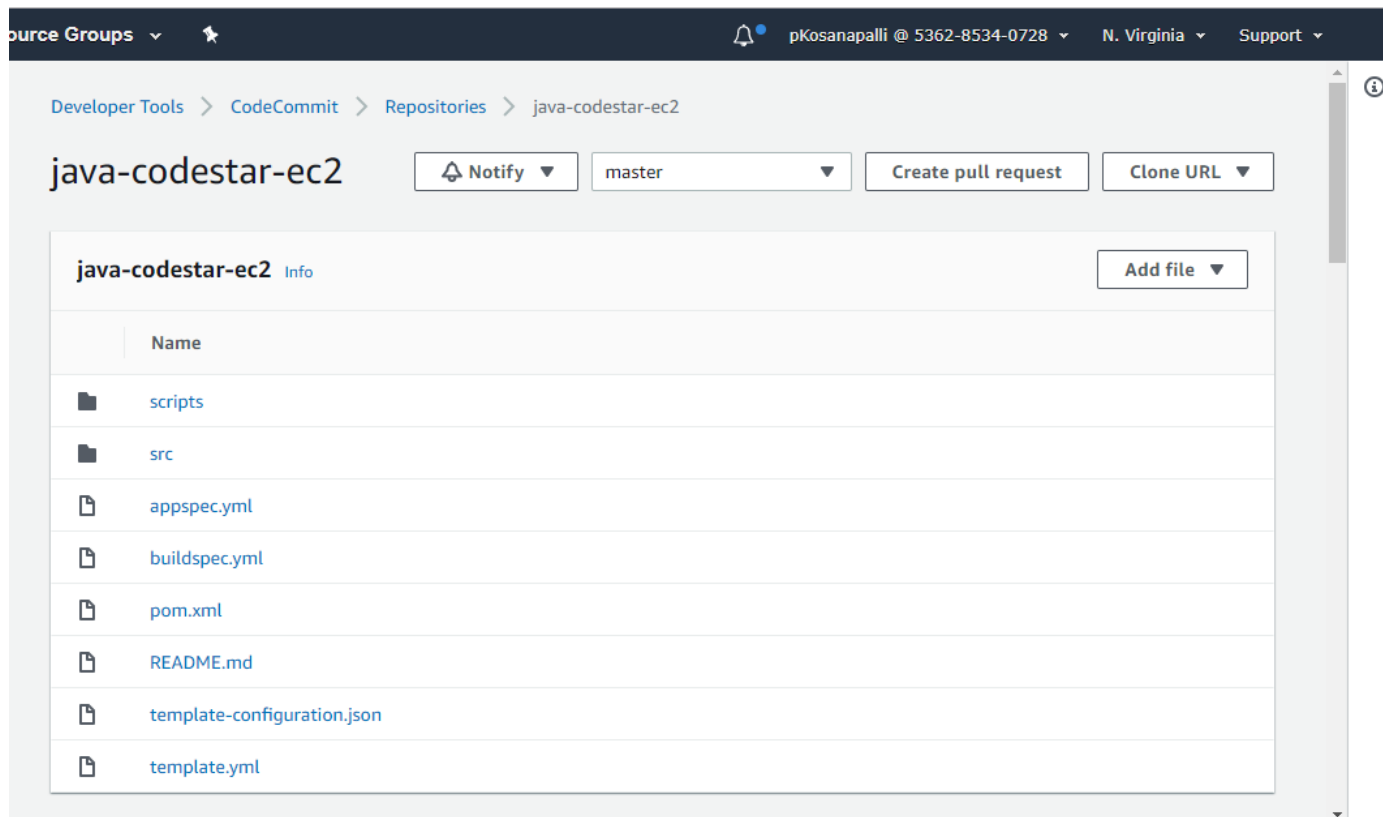 Groups
pKosanapalli @ 5362-8534-0728 N. Virginia Support
Developer Tools > CodeCommit > Repositories > java-codestar-ec2
java-codestar-ec2 Notify master Create pull request Clone URL
java-codestar-ec2 Info Add file
Name
scripts
src
appspec.yml
buildspec.yml
pom.xml
README.md
template-configuration.json
template.yml